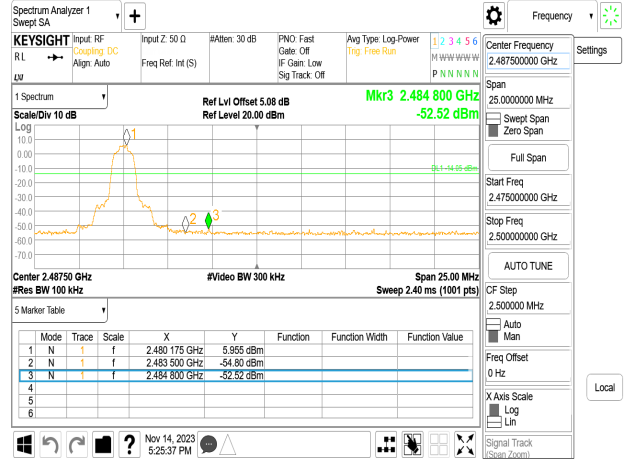 Spectrum Analyzer 1
Swept SA
Frequency
KEYSIGHT
R L
Input: RF
Coupling: DC
Align: Auto
Input Z: 50 Ω
Freq Ref: Int (S)
#Atten: 30 dB
PNO: Fast
Gate: Off
IF Gain: Low
Sig Track: Off
Avg Type: Log-Power
Trig: Free Run
1 2 3 4 5 6
M W W W W W
P N N N N N
1 Spectrum
Scale/Div 10 dB
Ref Lvl Offset 5.08 dB
Ref Level 20.00 dBm
Mkr3 2.484 800 GHz
-52.52 dBm
Log
10.0
0.00
-10.0
-20.0
-30.0
-40.0
-50.0
-60.0
-70.0
1
2
3
Center 2.48750 GHz
#Res BW 100 kHz
#Video BW 300 kHz
Span 25.00 MHz
Sweep 2.40 ms (1001 pts)
5 Marker Table
Mode Trace Scale X Y Function Function Width Function Value
1 N 1 f 2.480 175 GHz 5.955 dBm
2 N 1 f 2.483 500 GHz -54.80 dBm
3 N 1 f 2.484 800 GHz -52.52 dBm
4
5
6
?
Nov 14, 2023
5:25:37 PM
Center Frequency
2.487500000 GHz
Span
25.0000000 MHz
Swept Span
Zero Span
Full Span
Start Freq
2.475000000 GHz
Stop Freq
2.500000000 GHz
AUTO TUNE
CF Step
2.500000 MHz
Auto
Man
Freq Offset
0 Hz
X Axis Scale
Log
Lin
Signal Track
(Span Zoom)
Settings
Local